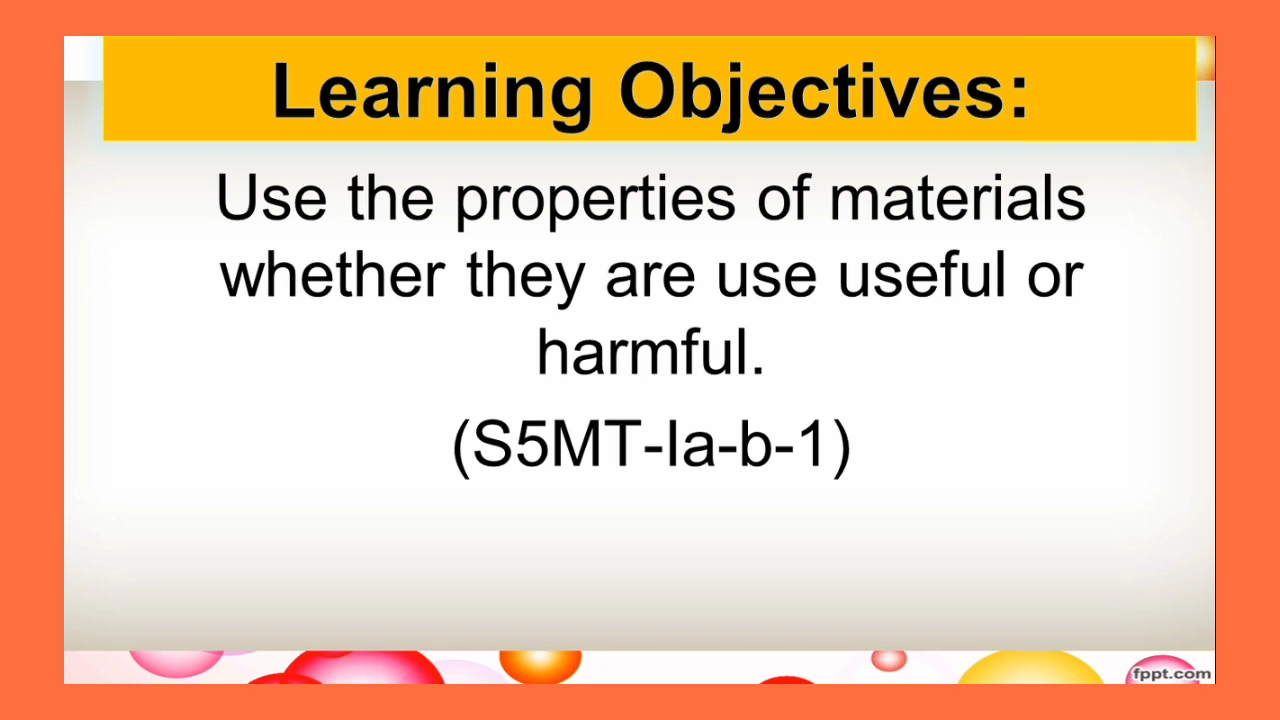 Learning Objectives:
Use the properties of materials
whether they are use useful or
harmful.
(S5MT-Ia-b-1)
fppt.com